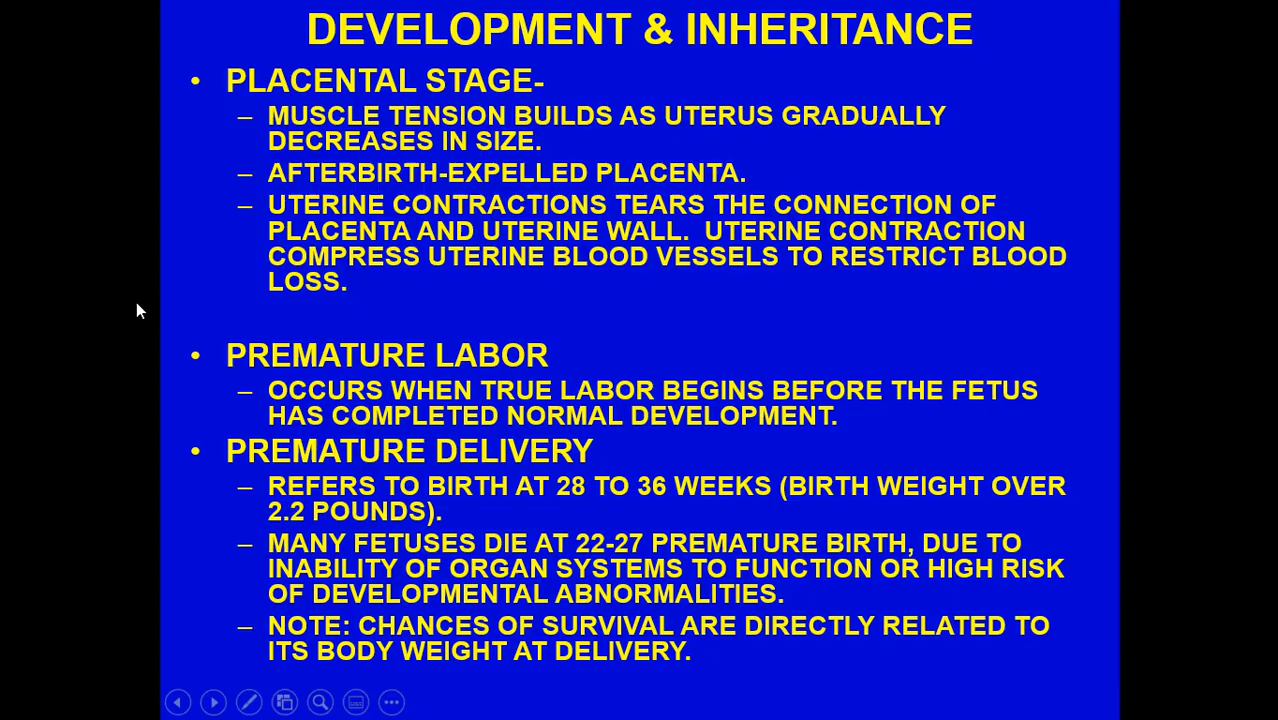 DEVELOPMENT & INHERITANCE
• PLACENTAL STAGE-
– MUSCLE TENSION BUILDS AS UTERUS GRADUALLY
DECREASES IN SIZE.
– AFTERBIRTH-EXPELLED PLACENTA.
– UTERINE CONTRACTIONS TEARS THE CONNECTION OF
PLACENTA AND UTERINE WALL.  UTERINE CONTRACTION
COMPRESS UTERINE BLOOD VESSELS TO RESTRICT BLOOD
LOSS.
• PREMATURE LABOR
– OCCURS WHEN TRUE LABOR BEGINS BEFORE THE FETUS
HAS COMPLETED NORMAL DEVELOPMENT.
• PREMATURE DELIVERY
– REFERS TO BIRTH AT 28 TO 36 WEEKS (BIRTH WEIGHT OVER
2.2 POUNDS).
– MANY FETUSES DIE AT 22-27 PREMATURE BIRTH, DUE TO
INABILITY OF ORGAN SYSTEMS TO FUNCTION OR HIGH RISK
OF DEVELOPMENTAL ABNORMALITIES.
– NOTE: CHANCES OF SURVIVAL ARE DIRECTLY RELATED TO
ITS BODY WEIGHT AT DELIVERY.